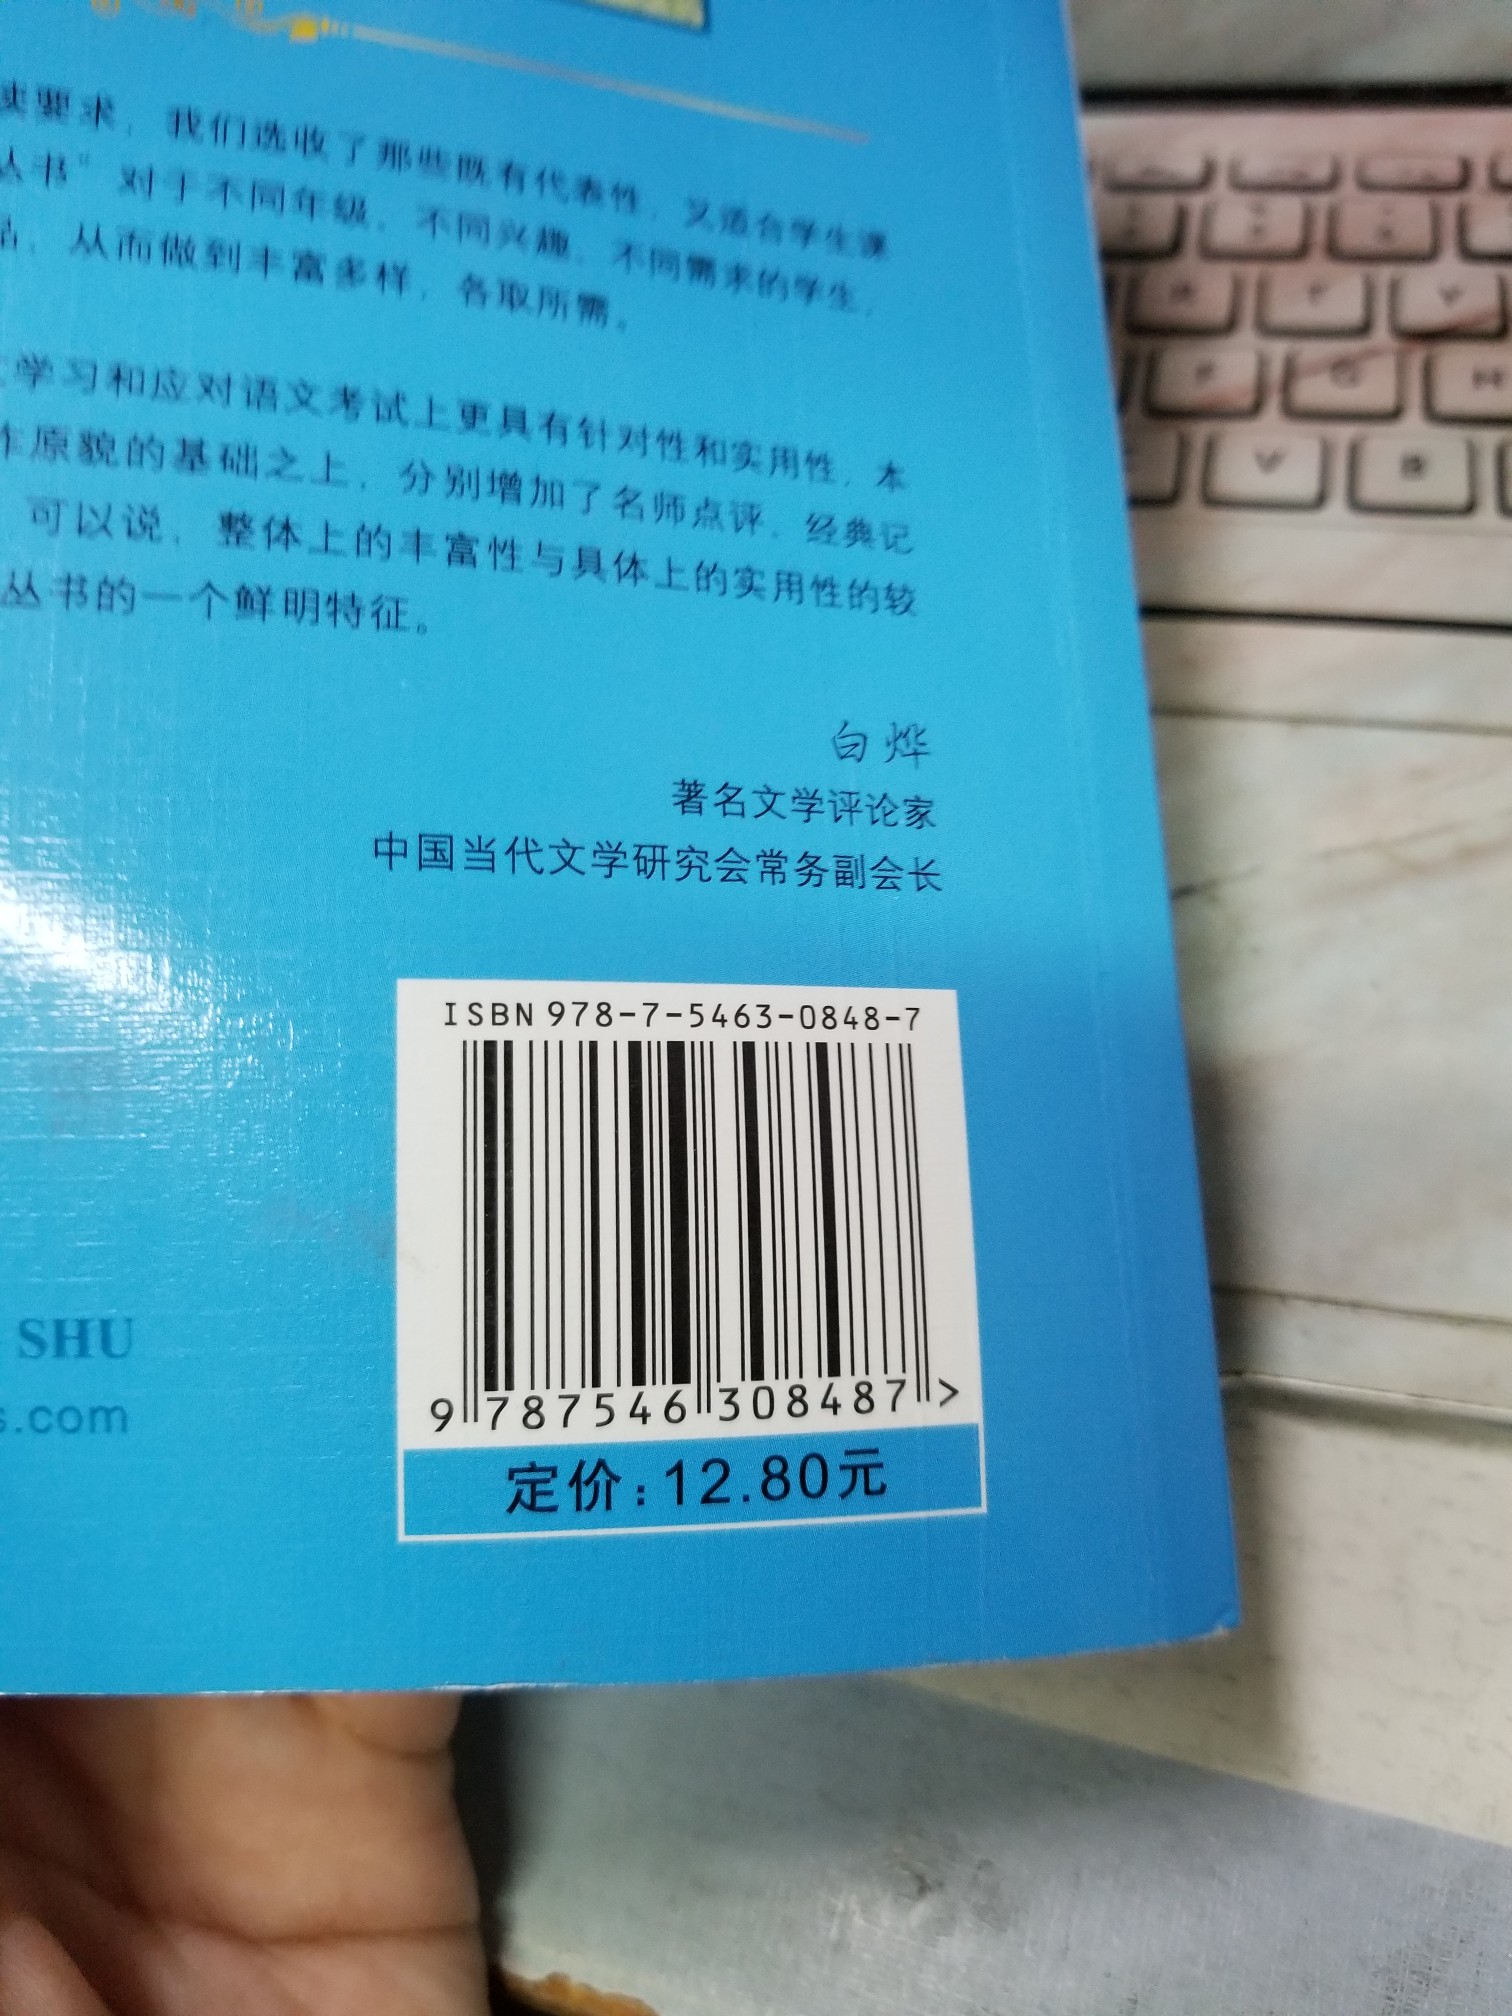 读要求，我们选收了那些既有代表性，又适合学生课
丛书”对于不同年级，不同兴趣，不同需求的学生，
品，从而做到丰富多样，各取所需。
学习和应对语文考试上更具有针对性和实用性，本
作原貌的基础之上，分别增加了名师点评，经典记
可以说，整体上的丰富性与具体上的实用性的较
丛书的一个鲜明特征。
白烨
著名文学评论家
中国当代文学研究会常务副会长
ISBN 978-7-5463-0848-7
9 787546 308487 >
定价：12.80元
SHU
s.com
R
F
G
H
V
B